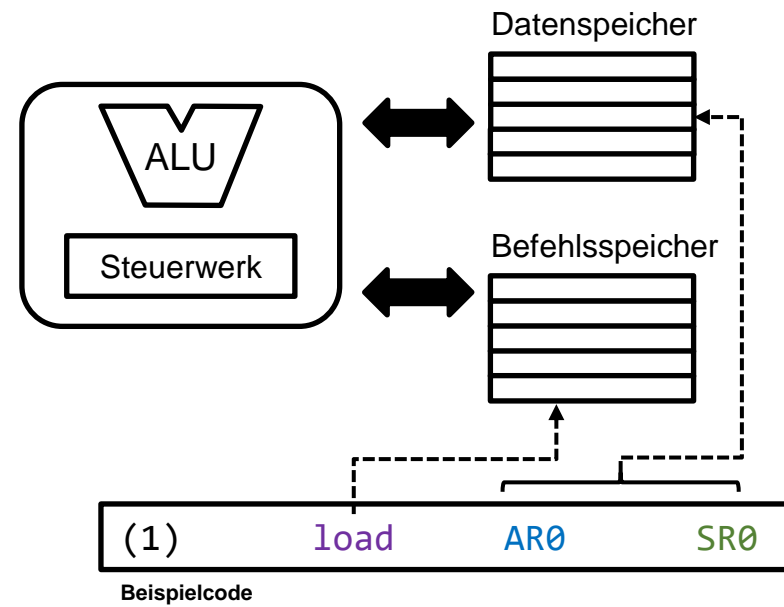 Datenspeicher
ALU
Steuerwerk
Befehlsspeicher
(1) load AR0 SR0
Beispielcode